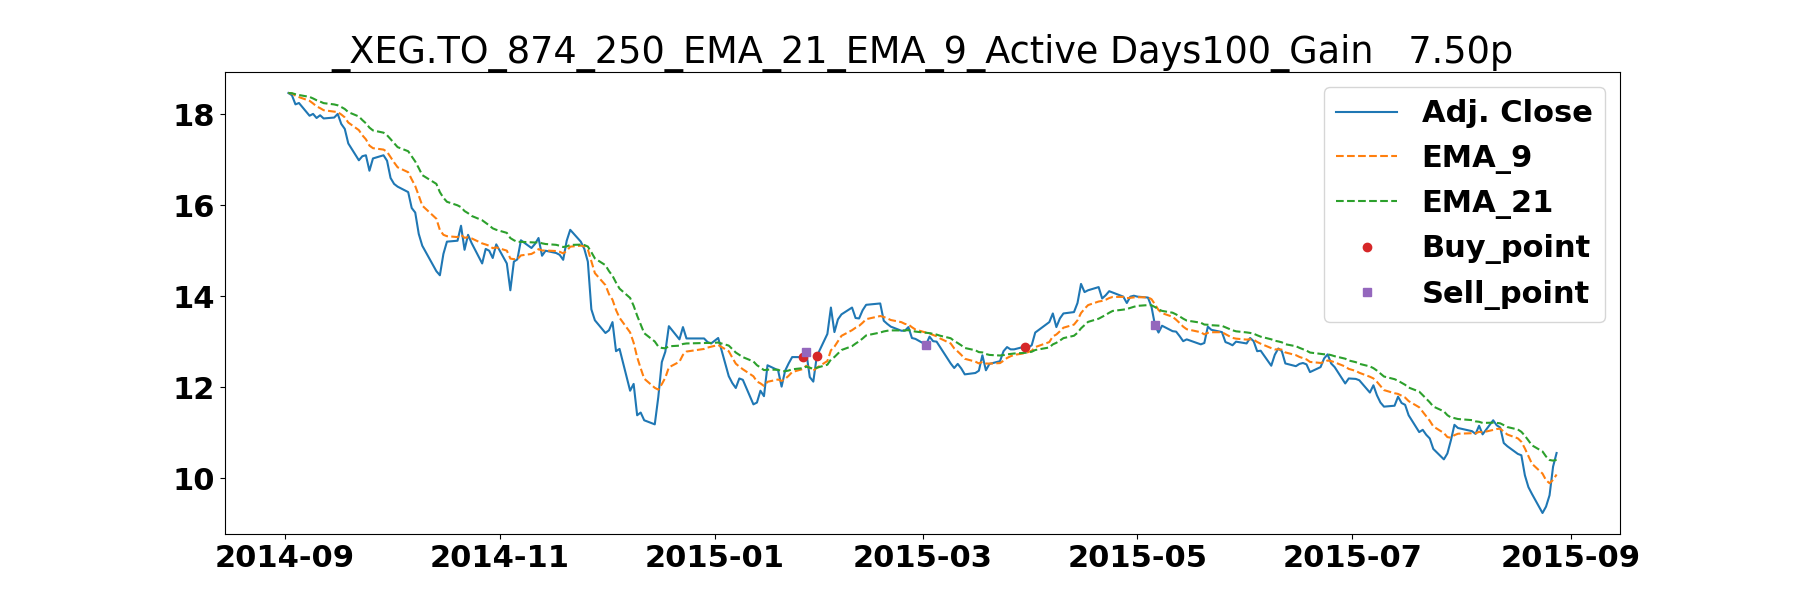 _XEG.TO_874_250_EMA_21_EMA_9_Active Days100_Gain   7.50p
Adj. Close
EMA_9
EMA_21
Buy_point
Sell_point
18
16
14
12
10
2014-09 2014-11 2015-01 2015-03 2015-05 2015-07 2015-09